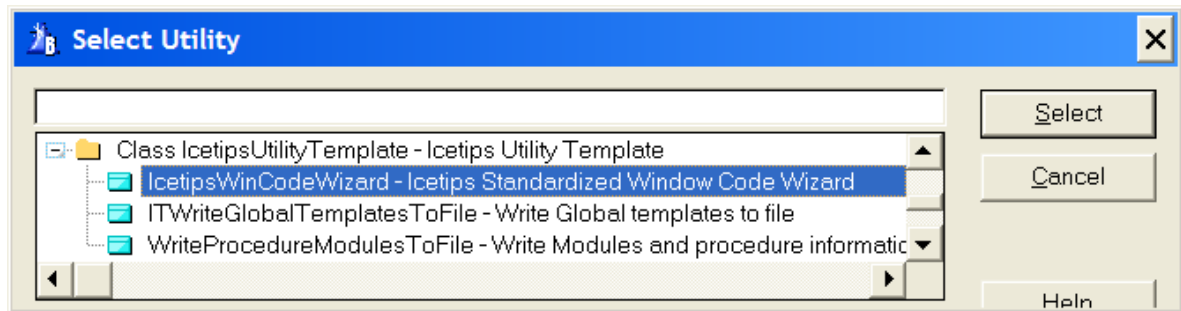 Select Utility
Select
Class IcetipsUtilityTemplate - Icetips Utility Template
IcetipsWinCodeWizard - Icetips Standardized Window Code Wizard
Cancel
ITWriteGlobalTemplatesToFile - Write Global templates to file
WriteProcedureModulesToFile - Write Modules and procedure informatic
Help